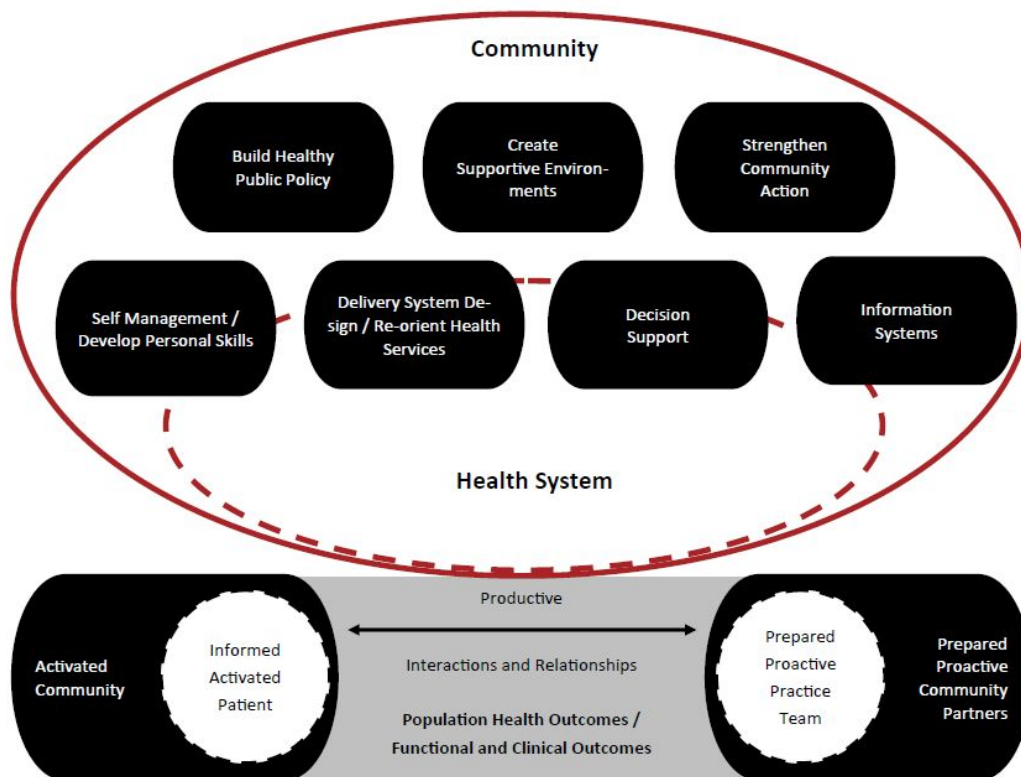 Community
Build Healthy
Public Policy
Create
Supportive Environ-
ments
Strengthen
Community
Action
Self Management /
Develop Personal Skills
Delivery System De-
sign / Re-orient Health
Services
Decision
Support
Information
Systems
Health System
Activated
Community
Informed
Activated
Patient
Productive
Interactions and Relationships
Population Health Outcomes /
Functional and Clinical Outcomes
Prepared
Proactive
Practice
Team
Prepared
Proactive
Community
Partners